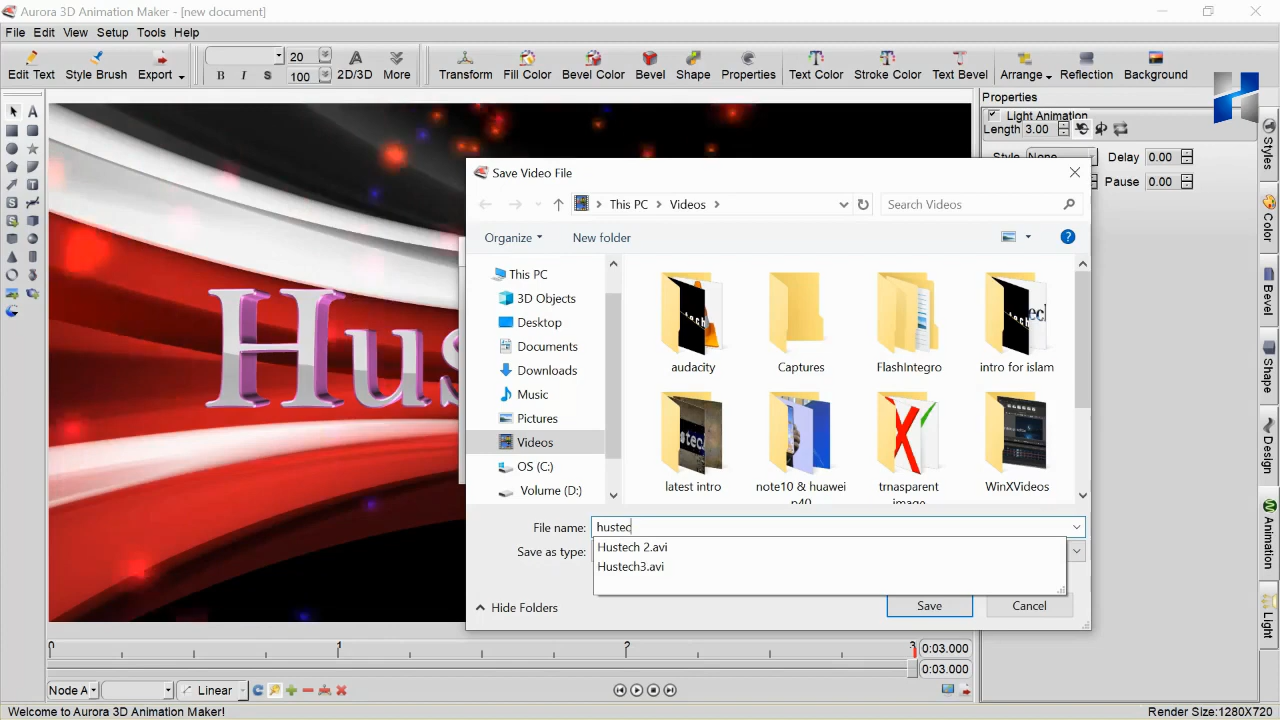 Aurora 3D Animation Maker - [new document]
File Edit View Setup Tools Help
20
Edit Text Style Brush Export B I S 100 2D/3D More Transform Fill Color Bevel Color Bevel Shape Properties Text Color Stroke Color Text Bevel Arrange Reflection Background
Properties
Light Animation
Length 3.00
Style None Delay 0.00
Pause 0.00
Styles
Color
Bevel
Shape
Design
Animation
Light
Hus
Save Video File
This PC Videos
Search Videos
Organize New folder
This PC
3D Objects
Desktop
Documents
Downloads
Music
Pictures
Videos
OS (C:)
Volume (D:)
audacity Captures FlashIntegro intro for islam
latest intro note10 & huawei trnasparent WinXVideos
p40 image
File name: hustec
Save as type:
Hustech 2.avi
Hustech3.avi
Hide Folders Save Cancel
0 1 2 3 0:03.000
0:03.000
Node A Linear
Welcome to Aurora 3D Animation Maker! Render Size:1280X720